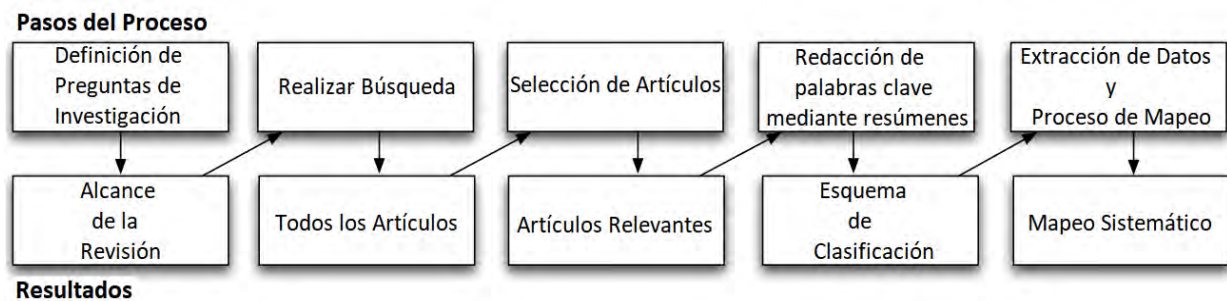 Pasos del Proceso
Definición de
Preguntas de
Investigación
Realizar Búsqueda
Selección de Artículos
Redacción de
palabras clave
mediante resúmenes
Extracción de Datos
y
Proceso de Mapeo
Alcance
de la
Revisión
Todos los Artículos
Artículos Relevantes
Esquema
de
Clasificación
Mapeo Sistemático
Resultados